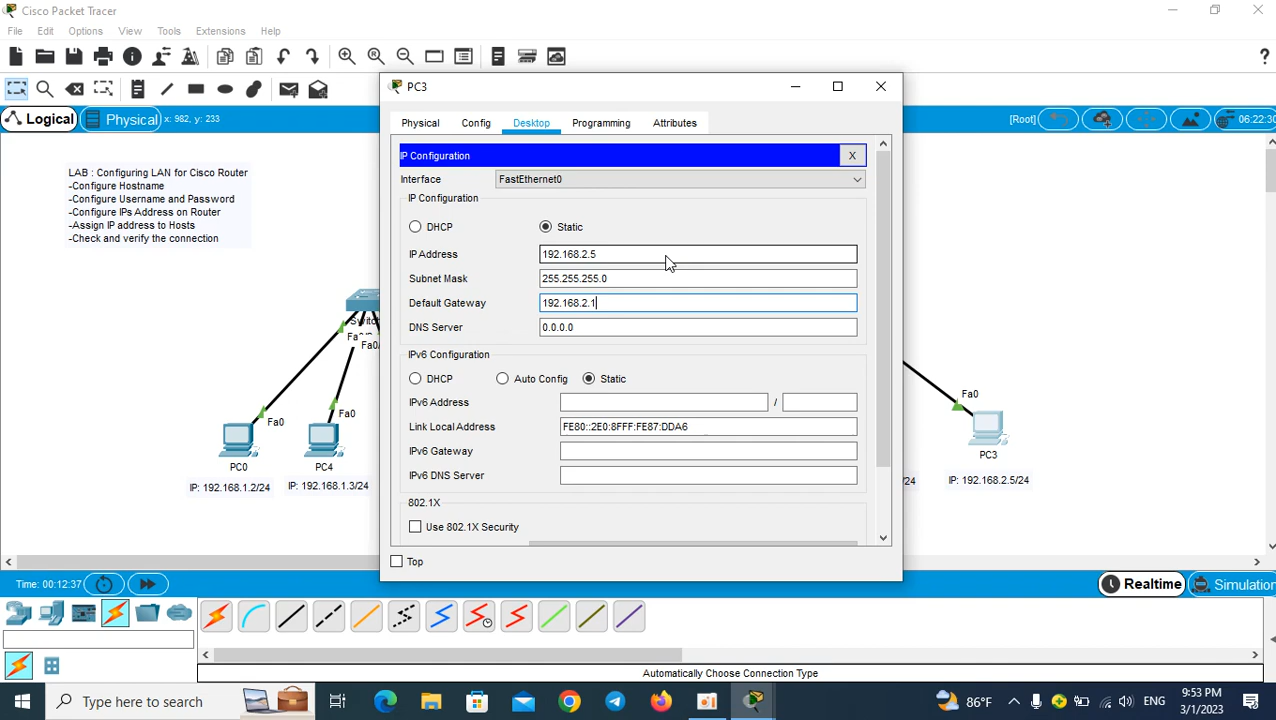 Cisco Packet Tracer
File Edit Options View Tools Extensions Help
Logical Physical x: 982, y: 233 [Root] 06:22:30
LAB : Configuring LAN for Cisco Router
-Configure Hostname
-Configure Username and Password
-Configure IPs Address on Router
-Assign IP address to Hosts
-Check and verify the connection
Fa0
Fa0
Fa0
PC0
PC4
PC3
IP: 192.168.1.2/24
IP: 192.168.1.3/24
/24
IP: 192.168.2.5/24
PC3
Physical Config Desktop Programming Attributes
IP Configuration X
Interface FastEthernet0
IP Configuration
DHCP Static
IP Address 192.168.2.5
Subnet Mask 255.255.255.0
Default Gateway 192.168.2.1
DNS Server 0.0.0.0
IPv6 Configuration
DHCP Auto Config Static
IPv6 Address /
Link Local Address FE80::2E0:8FFF:FE87:DDA6
IPv6 Gateway
IPv6 DNS Server
802.1X
Use 802.1X Security
Top
Time: 00:12:37 Realtime Simulation
Automatically Choose Connection Type
Type here to search
86°F ENG
9:53 PM
3/1/2023